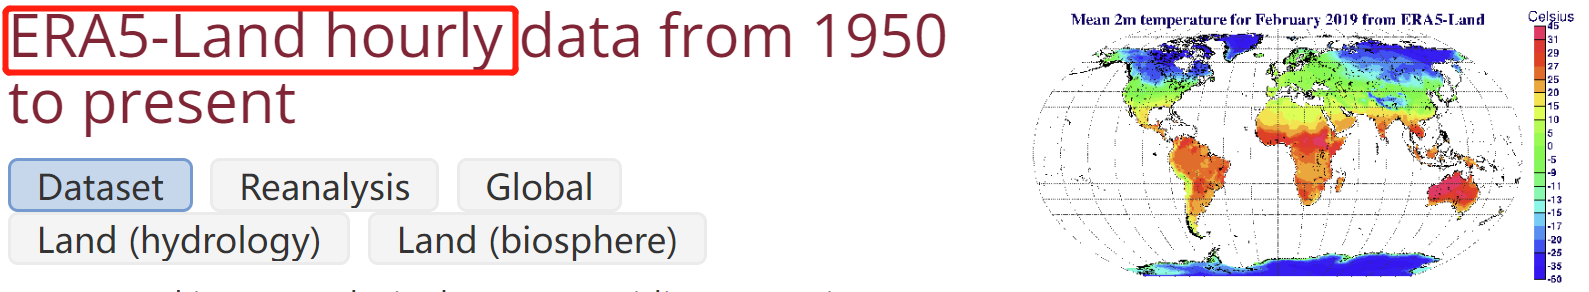 ERA5-Land hourly data from 1950
to present
Dataset
Reanalysis
Global
Land (hydrology)
Land (biosphere)
Mean 2m temperature for February 2019 from ERA5-Land
Celsius
45
31
29
27
25
20
15
10
5
0
-5
-9
-11
-13
-15
-17
-20
-25
-35
-50